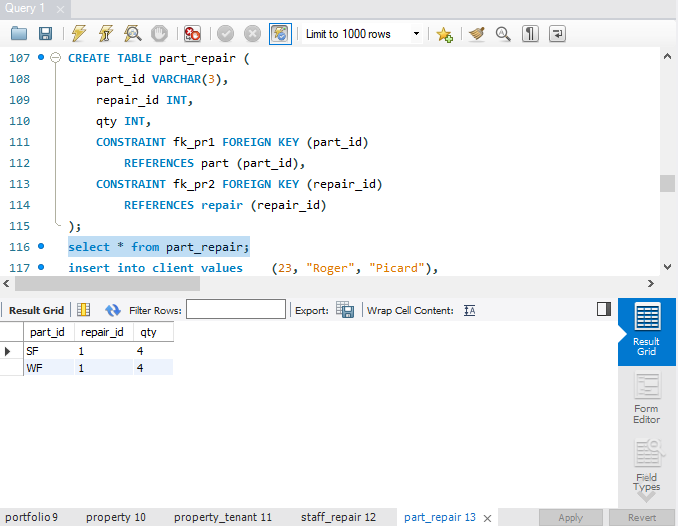 Query 1
Limit to 1000 rows
107 CREATE TABLE part_repair (
108 part_id VARCHAR(3),
109 repair_id INT,
110 qty INT,
111 CONSTRAINT fk_pr1 FOREIGN KEY (part_id)
112 REFERENCES part (part_id),
113 CONSTRAINT fk_pr2 FOREIGN KEY (repair_id)
114 REFERENCES repair (repair_id)
115 );
116 select * from part_repair;
117 insert into client values (23, "Roger", "Picard"),
Result Grid Filter Rows: Export: Wrap Cell Content: IA
part_id repair_id qty
SF 1 4
WF 1 4
Result
Grid
Form
Editor
Field
Types
portfolio 9 property 10 property_tenant 11 staff_repair 12 part_repair 13 Apply Revert